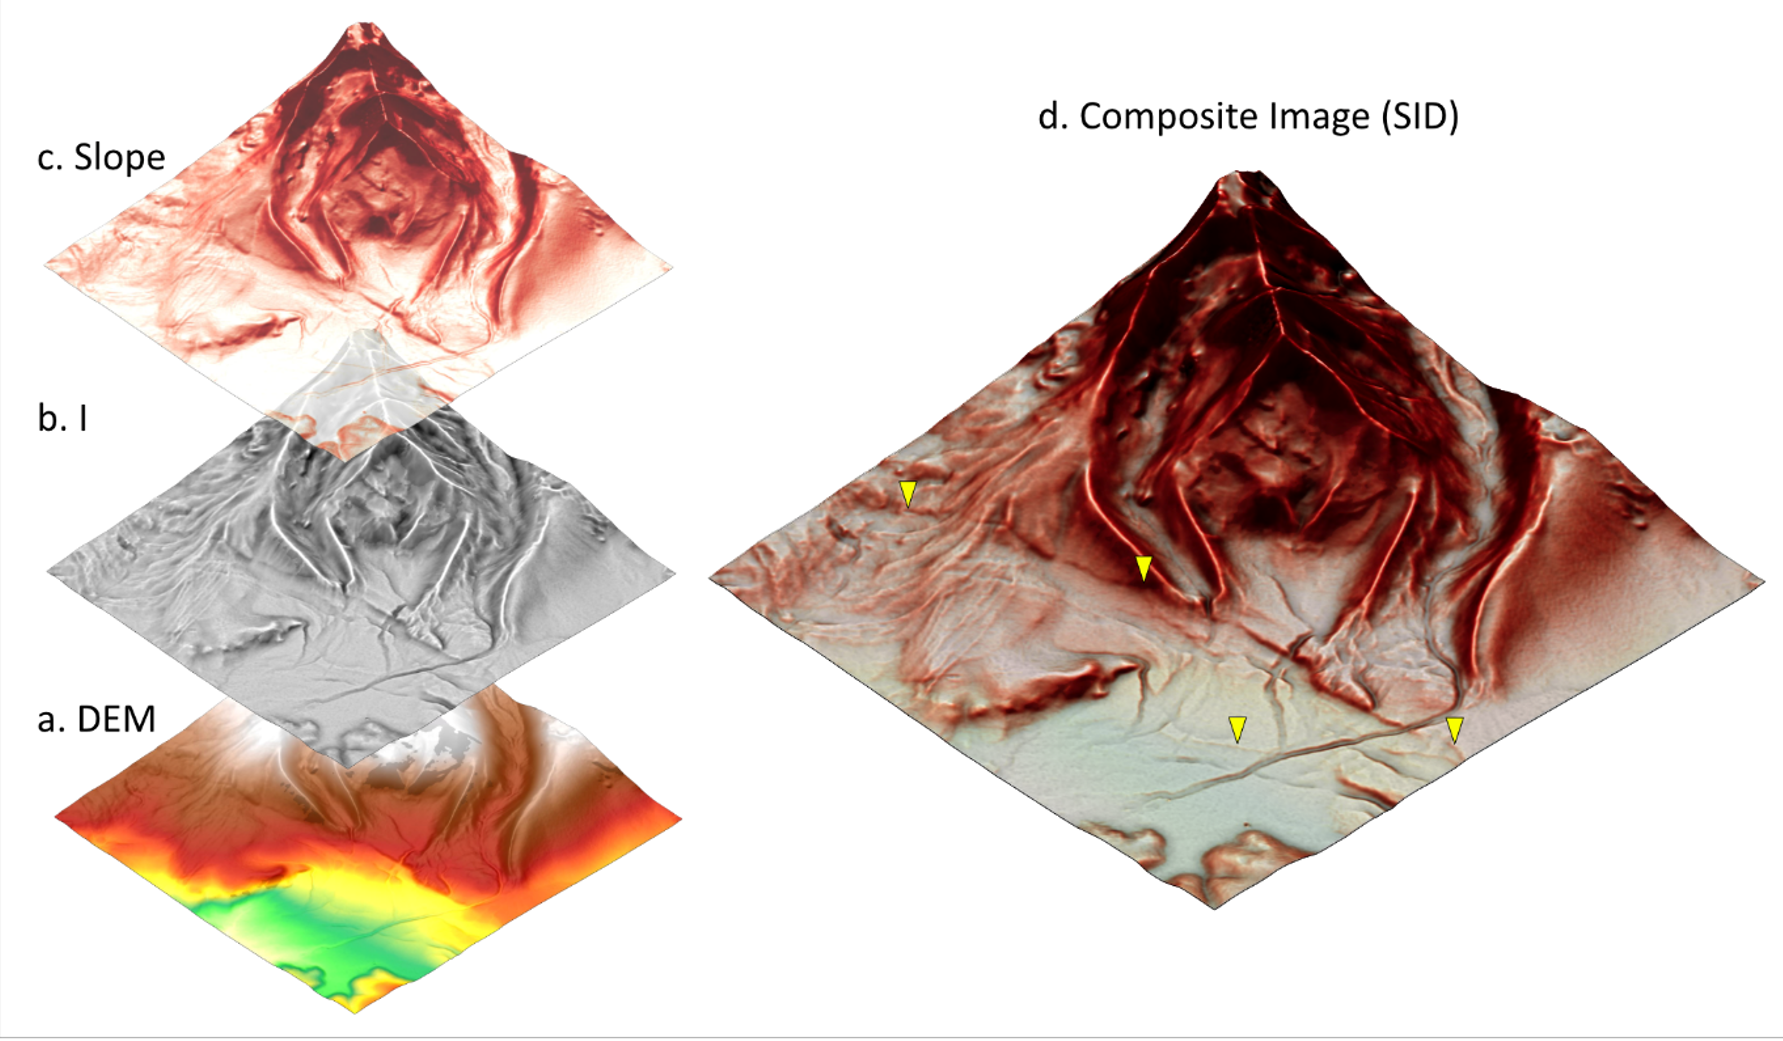 d. Composite Image (SID)
c. Slope
b. I
a. DEM